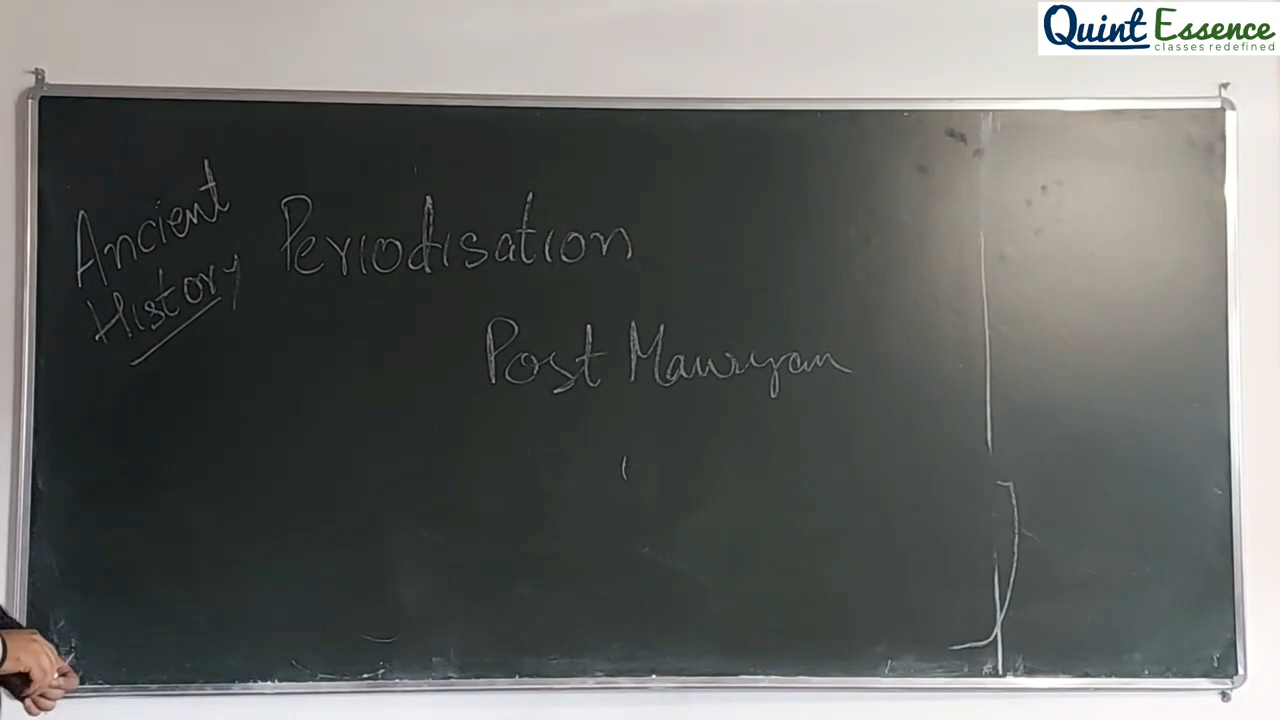 Quint Essence
classes redefined
Ancient
History
Periodisation
Post Mauryan